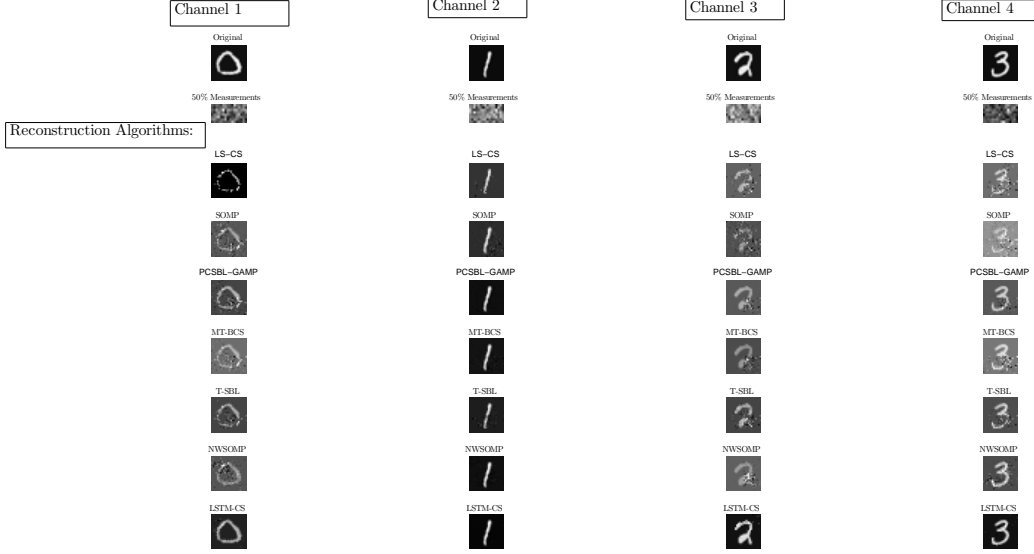 Channel 1 Channel 2 Channel 3 Channel 4
Original Original Original Original
50% Measurements 50% Measurements 50% Measurements 50% Measurements
Reconstruction Algorithms:
LS-CS LS-CS LS-CS LS-CS
SOMP SOMP SOMP SOMP
PCSBL-GAMP PCSBL-GAMP PCSBL-GAMP PCSBL-GAMP
MT-BCS MT-BCS MT-BCS MT-BCS
T-SBL T-SBL T-SBL T-SBL
NWSOMP NWSOMP NWSOMP NWSOMP
LSTM-CS LSTM-CS LSTM-CS LSTM-CS